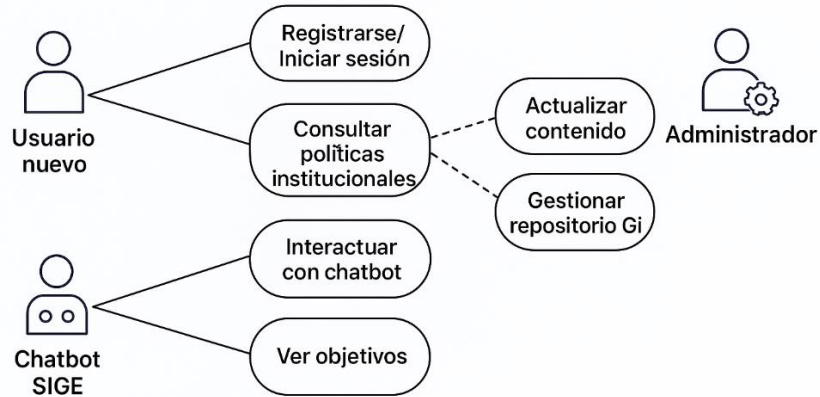 Registrarse/
Iniciar sesión
Usuario
nuevo
Consultar
políticas
institucionales
Actualizar
contenido
Administrador
Gestionar
repositorio Gi
Interactuar
con chatbot
Chatbot
SIGE
Ver objetivos